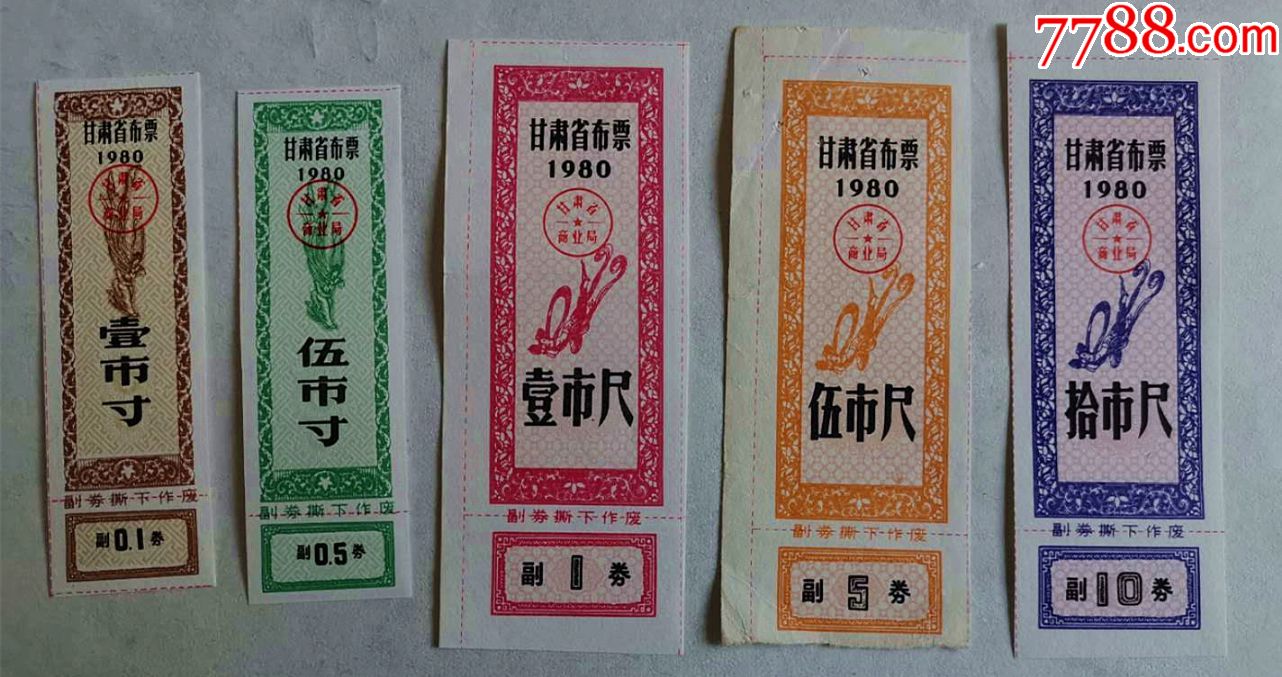 7788.com
甘肃省布票
1980
甘肃省
商业局
壹市寸
副券撕下作废
副 0.1 券
甘肃省布票
1980
甘肃省
商业局
伍市寸
副券撕下作废
副 0.5 券
甘肃省布票
1980
甘肃省
商业局
壹市尺
副券撕下作废
副 1 券
甘肃省布票
1980
甘肃省
商业局
伍市尺
副券撕下作废
副 5 券
甘肃省布票
1980
甘肃省
商业局
拾市尺
副券撕下作废
副 10 券